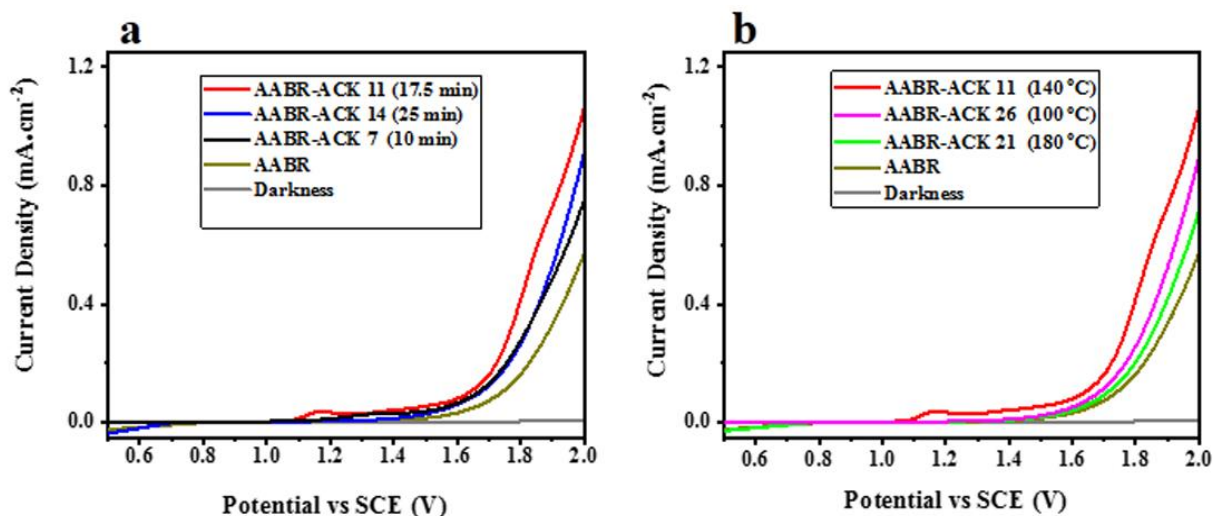 a
Current Density (mA.cm-2)
1.2
0.8
0.4
0.0
AABR-ACK 11 (17.5 min)
AABR-ACK 14 (25 min)
AABR-ACK 7 (10 min)
AABR
Darkness
0.6 0.8 1.0 1.2 1.4 1.6 1.8 2.0
Potential vs SCE (V)
b
Current Density (mA.cm-2)
1.2
0.8
0.4
0.0
AABR-ACK 11 (140 °C)
AABR-ACK 26 (100 °C)
AABR-ACK 21 (180 °C)
AABR
Darkness
0.6 0.8 1.0 1.2 1.4 1.6 1.8 2.0
Potential vs SCE (V)